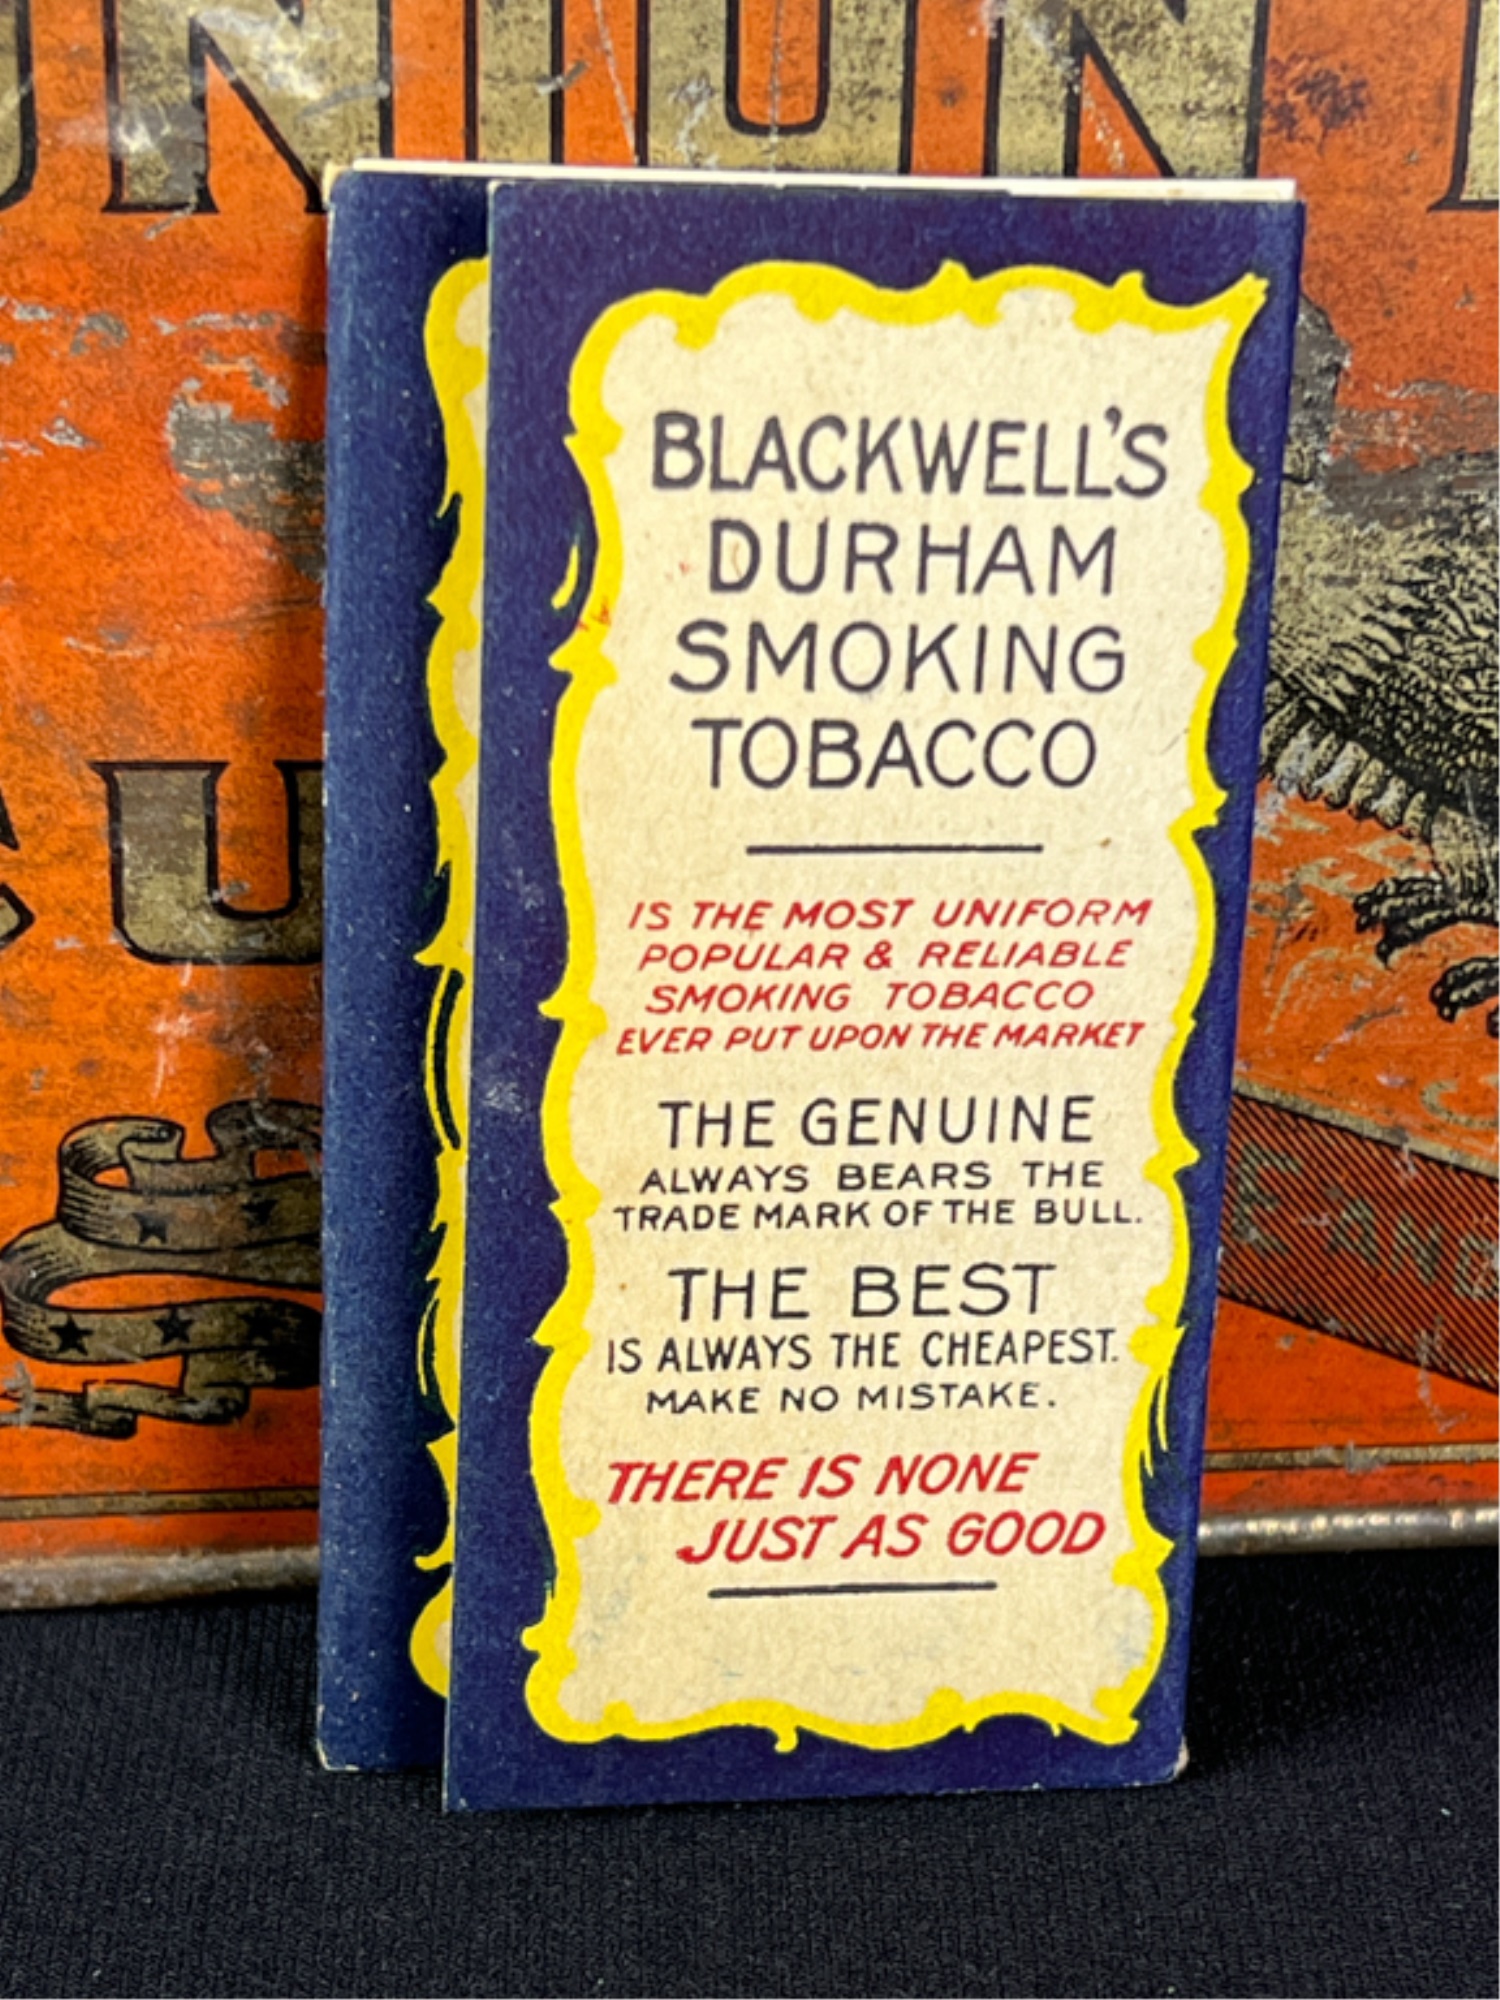 UNION
CU
BLACKWELL'S
DURHAM
SMOKING
TOBACCO
IS THE MOST UNIFORM
POPULAR & RELIABLE
SMOKING TOBACCO
EVER PUT UPON THE MARKET
THE GENUINE
ALWAYS BEARS THE
TRADE MARK OF THE BULL.
THE BEST
IS ALWAYS THE CHEAPEST.
MAKE NO MISTAKE.
THERE IS NONE
JUST AS GOOD